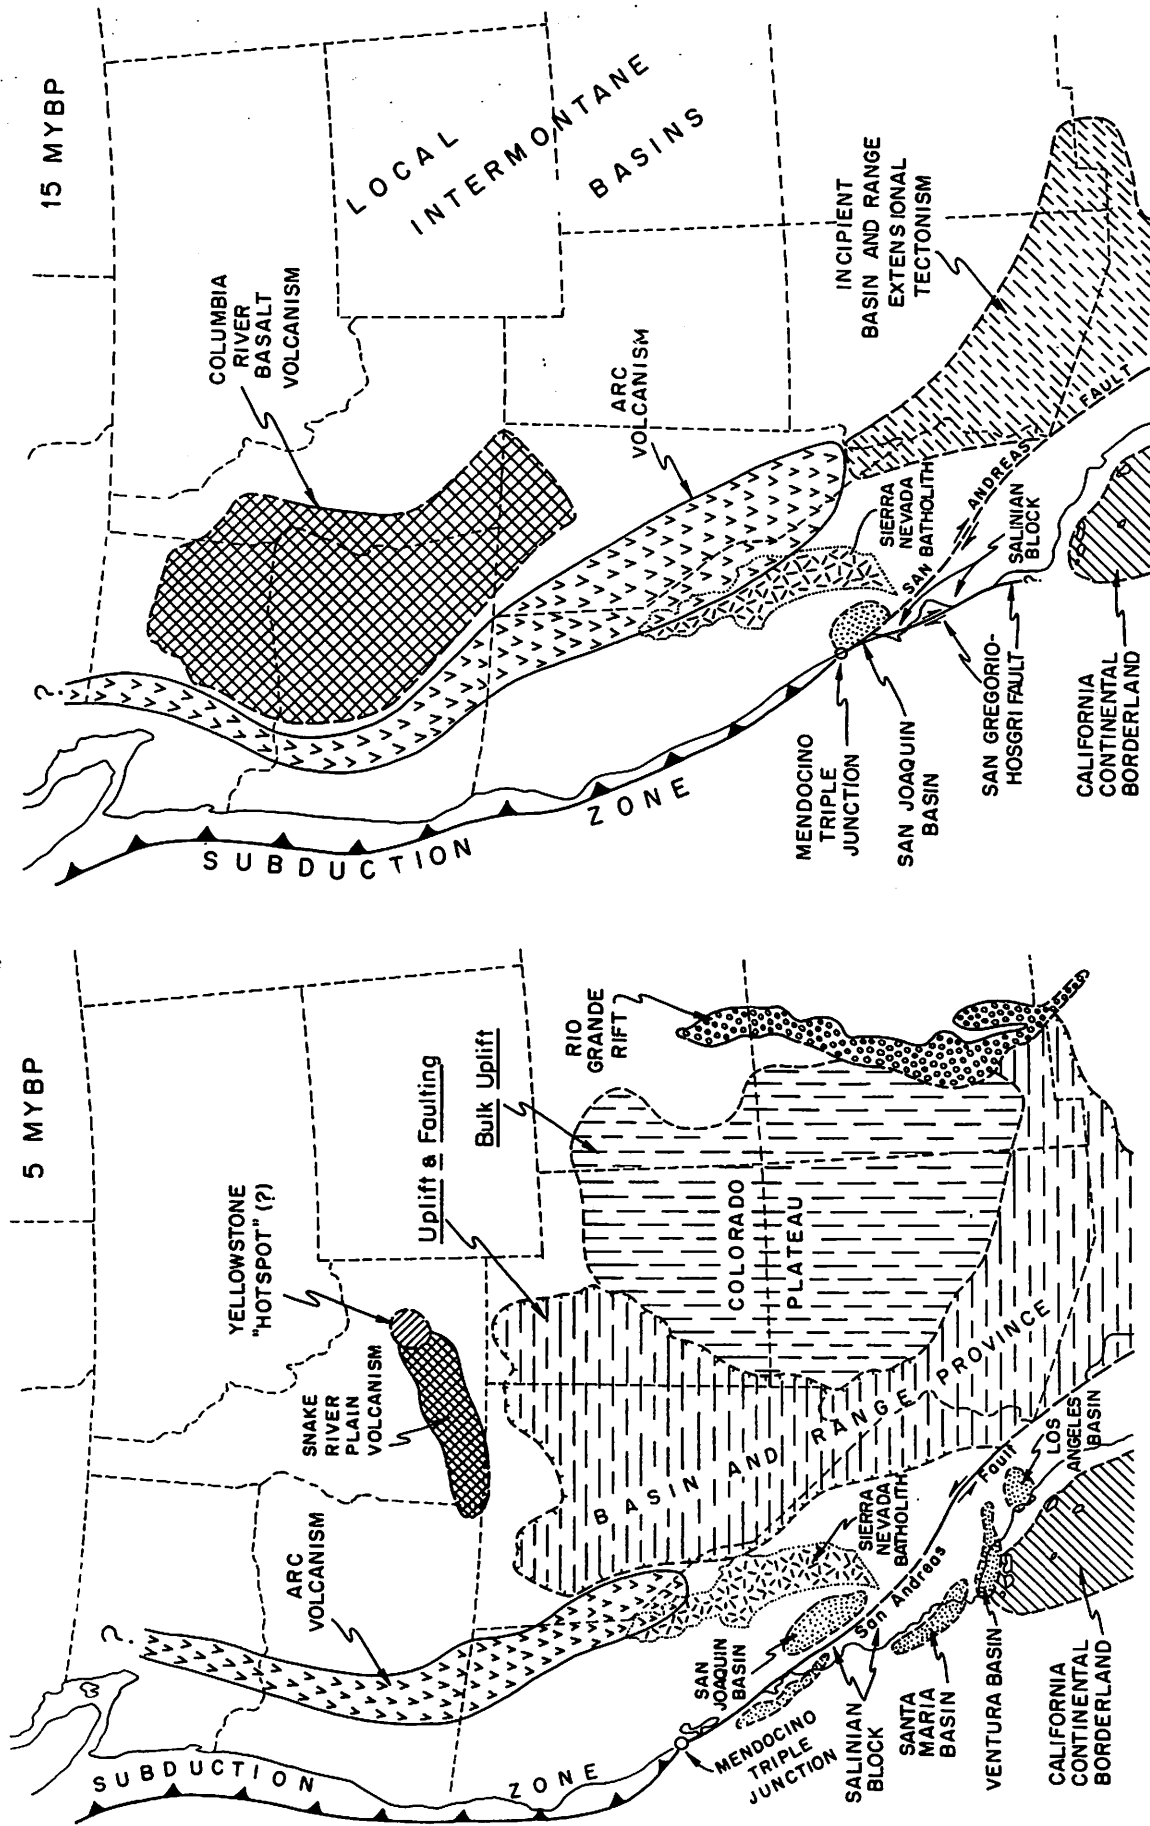 15 MYBP
COLUMBIA
RIVER
BASALT
VOLCANISM
LOCAL
INTERMONTANE
BASINS
ARC
VOLCANISM
INCIPIENT
BASIN AND RANGE
EXTENSIONAL
TECTONISM
?
SUBDUCTION
ZONE
SIERRA
NEVADA
BATHOLITH
SAN ANDREAS FAULT
SALINIAN
BLOCK
?
MENDOCINO
TRIPLE
JUNCTION
SAN JOAQUIN
BASIN
SAN GREGORIO-
HOSGRI FAULT
CALIFORNIA
CONTINENTAL
BORDERLAND
5 MYBP
YELLOWSTONE
"HOTSPOT" (?)
SNAKE
RIVER
PLAIN
VOLCANISM
Uplift & Faulting
Bulk Uplift
RIO
GRANDE
RIFT
ARC
VOLCANISM
?
SUBDUCTION
ZONE
COLORADO
PLATEAU
BASIN AND RANGE PROVINCE
SIERRA
NEVADA
BATHOLITH
San Andreas Fault
LOS
ANGELES
BASIN
SAN
JOAQUIN
BASIN
MENDOCINO
TRIPLE
JUNCTION
SALINIAN
BLOCK
SANTA
MARIA
BASIN
VENTURA BASIN
CALIFORNIA
CONTINENTAL
BORDERLAND